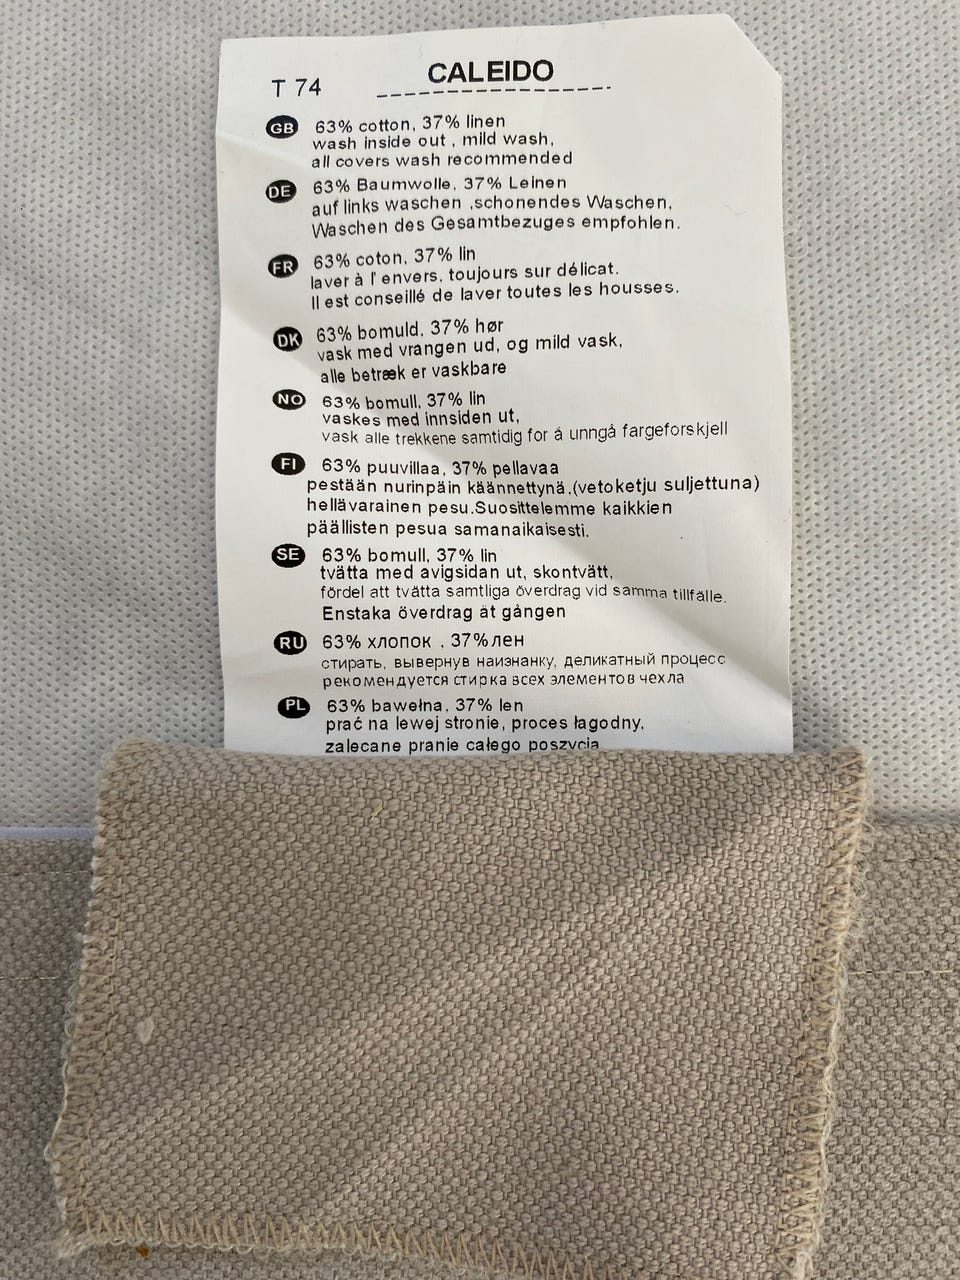 CALEIDO
T 74
GB 63% cotton, 37% linen
wash inside out , mild wash,
all covers wash recommended
DE 63% Baumwolle, 37% Leinen
auf links waschen ,schonendes Waschen,
Waschen des Gesamtbezuges empfohlen.
FR 63% coton, 37% lin
laver à l' envers, toujours sur délicat.
Il est conseillé de laver toutes les housses.
DK 63% bomuld, 37% hør
vask med vrangen ud, og mild vask,
alle betræk er vaskbare
NO 63% bomull, 37% lin
vaskes med innsiden ut,
vask alle trekkene samtidig for å unngå fargeforskjell
FI 63% puuvillaa, 37% pellavaa
pestään nurinpäin käännettynä.(vetoketju suljettuna)
hellävarainen pesu.Suosittelemme kaikkien
päällisten pesua samanaikaisesti.
SE 63% bomull, 37% lin
tvätta med avigsidan ut, skontvätt,
fördel att tvätta samtliga överdrag vid samma tillfälle.
Enstaka överdrag ät gången
RU 63% хлопок , 37%лен
стирать, вывернув наизнанку, деликатный процесс
рекомендуется стирка всех элементов чехла
PL 63% bawełna, 37% len
prać na lewej stronie, proces łagodny,
zalecane pranie całego poszycia